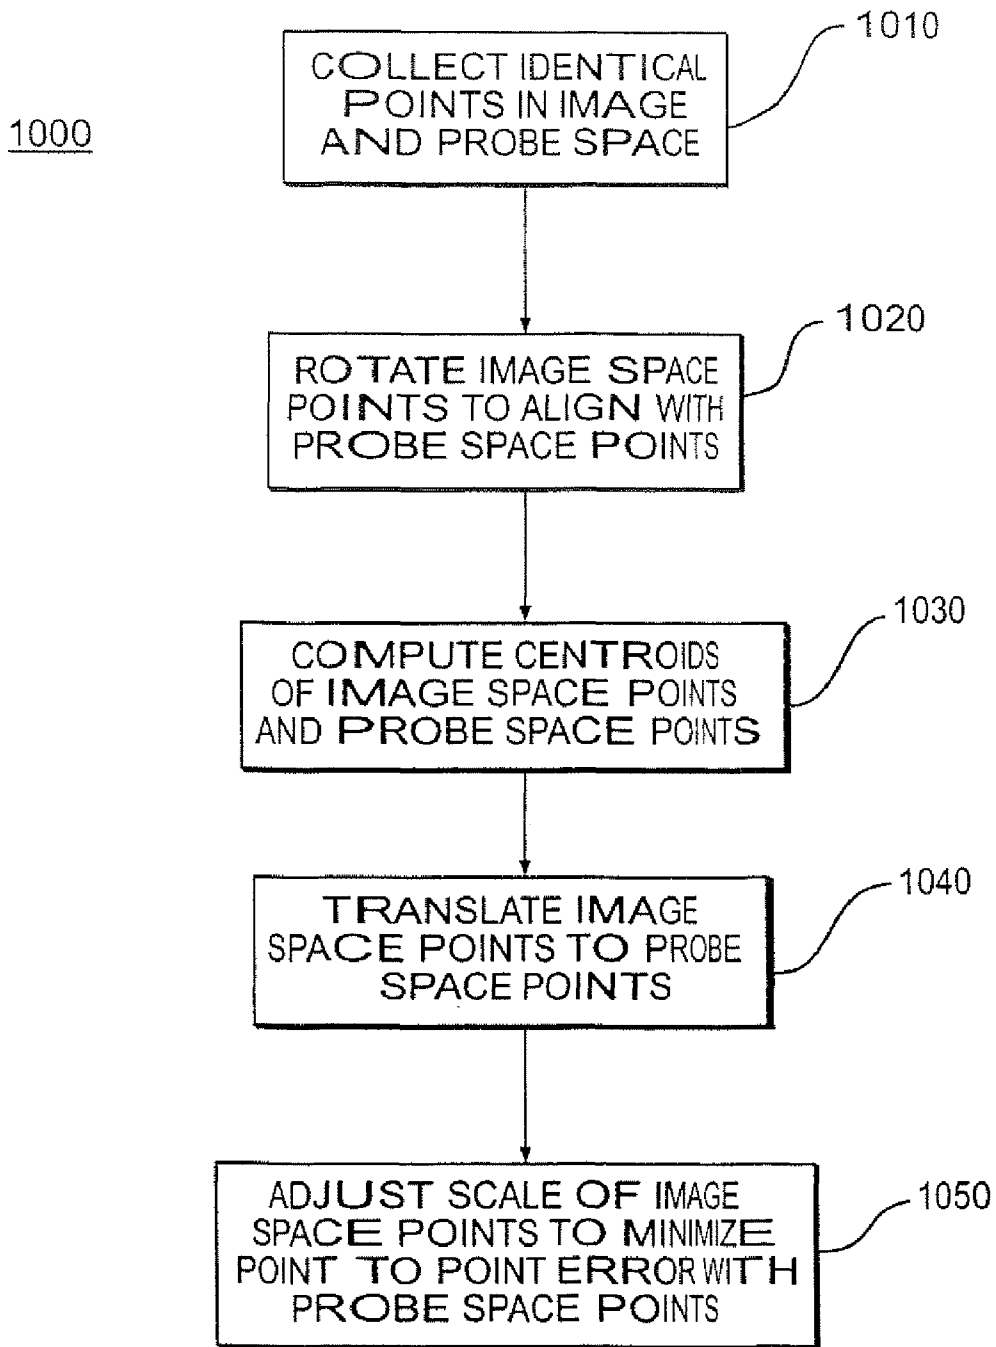 1000
1010
COLLECT IDENTICAL
POINTS IN IMAGE
AND PROBE SPACE
1020
ROTATE IMAGE SPACE
POINTS TO ALIGN WITH
PROBE SPACE POINTS
1030
COMPUTE CENTROIDS
OF IMAGE SPACE POINTS
AND PROBE SPACE POINTS
1040
TRANSLATE IMAGE
SPACE POINTS TO PROBE
SPACE POINTS
1050
ADJUST SCALE OF IMAGE
SPACE POINTS TO MINIMIZE
POINT TO POINT ERROR WITH
PROBE SPACE POINTS